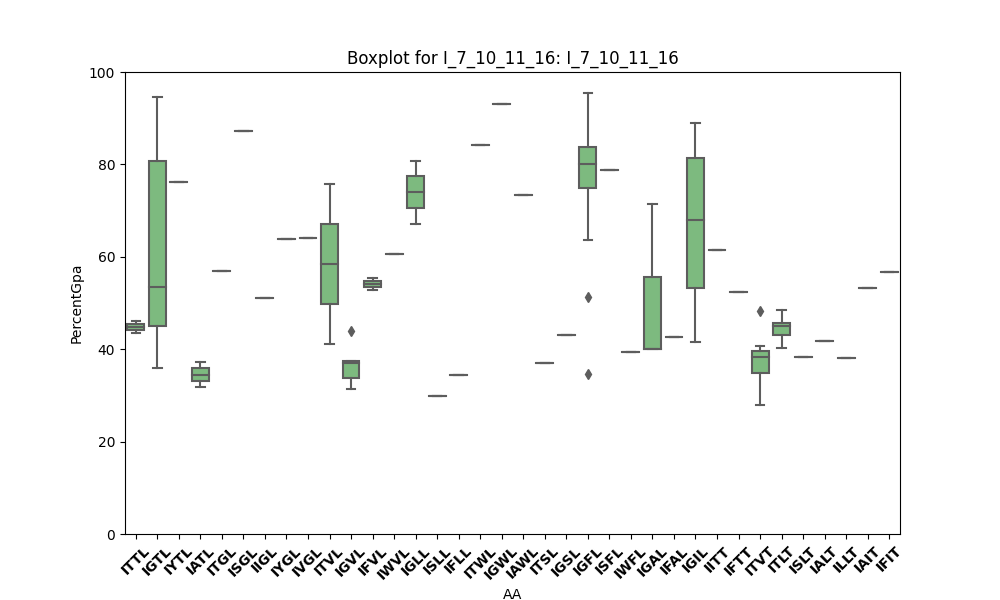 Boxplot for I_7_10_11_16: I_7_10_11_16
100
80
60
40
20
0
PercentGpa
ITTL IGTL IYTL IATL ITGL ISGL IIGL IYGL IVGL ITVL IGVL IFVL IWVL IGLL ISLL IFLL ITWL IGWL IAWL ITSL IGSL IGFL ISFL IWFL IGAL IFAL IGIL IITT IFTT ITVT ITLT ISLT IALT ILLT IAIT IFIT
AA